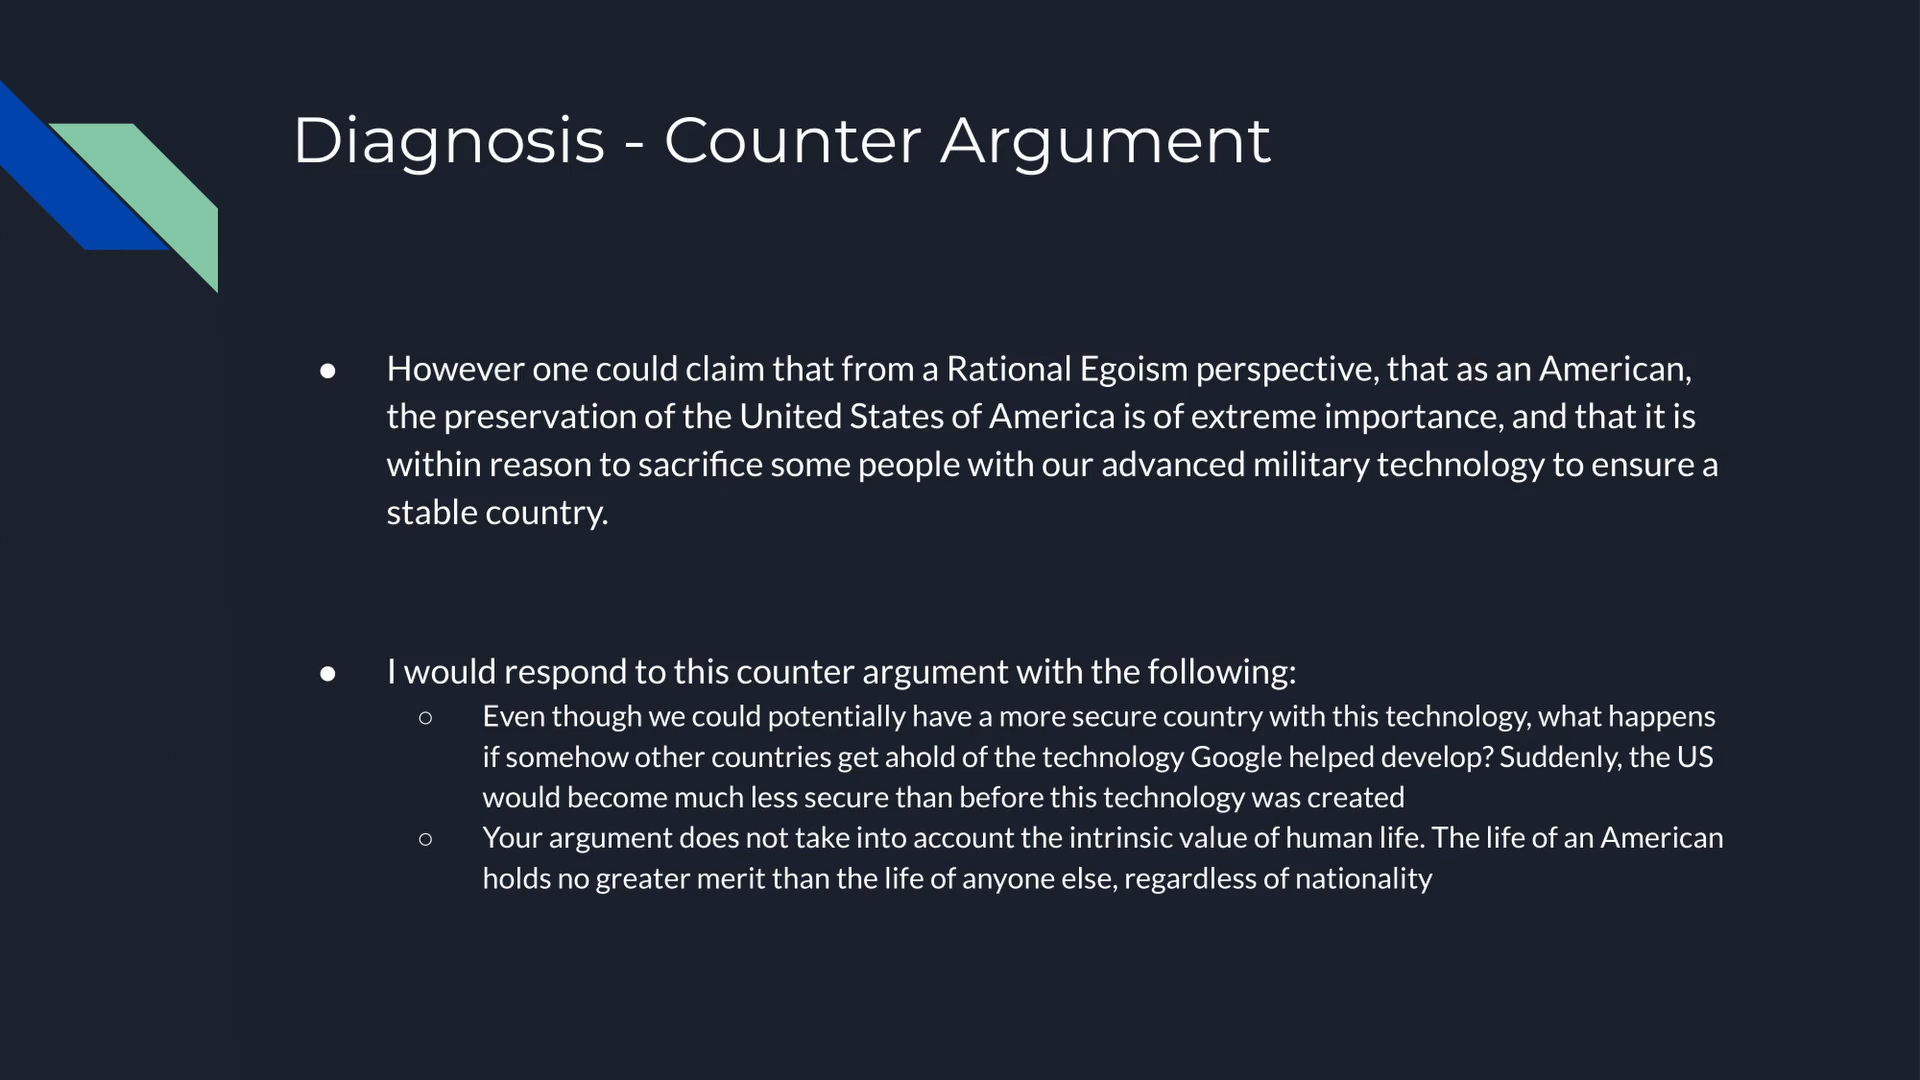 Diagnosis - Counter Argument
● However one could claim that from a Rational Egoism perspective, that as an American,
the preservation of the United States of America is of extreme importance, and that it is
within reason to sacrifice some people with our advanced military technology to ensure a
stable country.
● I would respond to this counter argument with the following:
○ Even though we could potentially have a more secure country with this technology, what happens
if somehow other countries get ahold of the technology Google helped develop? Suddenly, the US
would become much less secure than before this technology was created
○ Your argument does not take into account the intrinsic value of human life. The life of an American
holds no greater merit than the life of anyone else, regardless of nationality